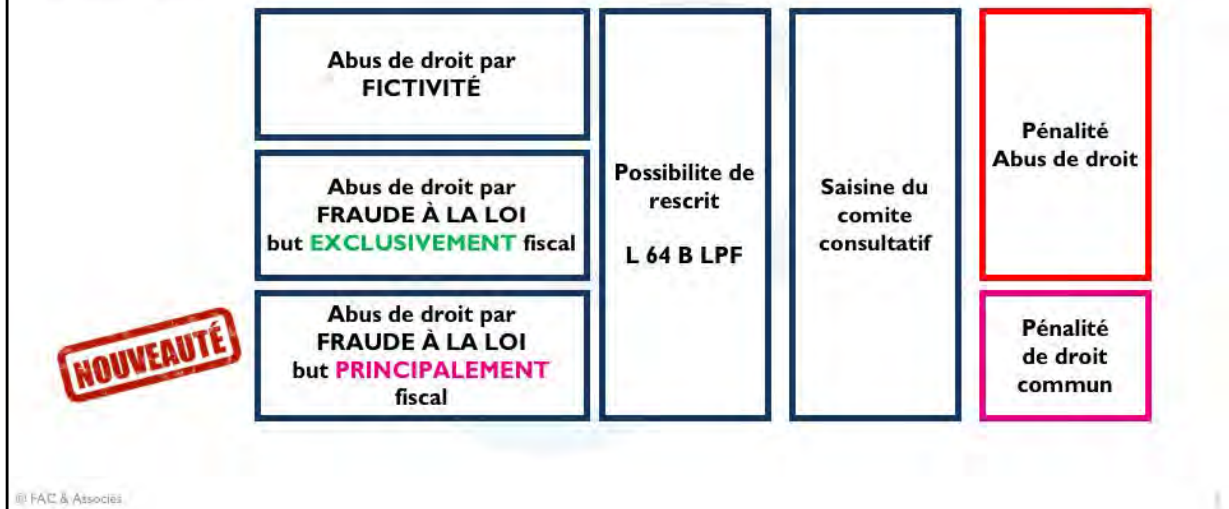 Abus de droit par
FICTIVITÉ
Abus de droit par
FRAUDE À LA LOI
but EXCLUSIVEMENT fiscal
NOUVEAUTÉ
Abus de droit par
FRAUDE À LA LOI
but PRINCIPALEMENT
fiscal
Possibilite de
rescrit
L 64 B LPF
Saisine du
comite
consultatif
Pénalité
Abus de droit
Pénalité
de droit
commun
© FAC & Associés